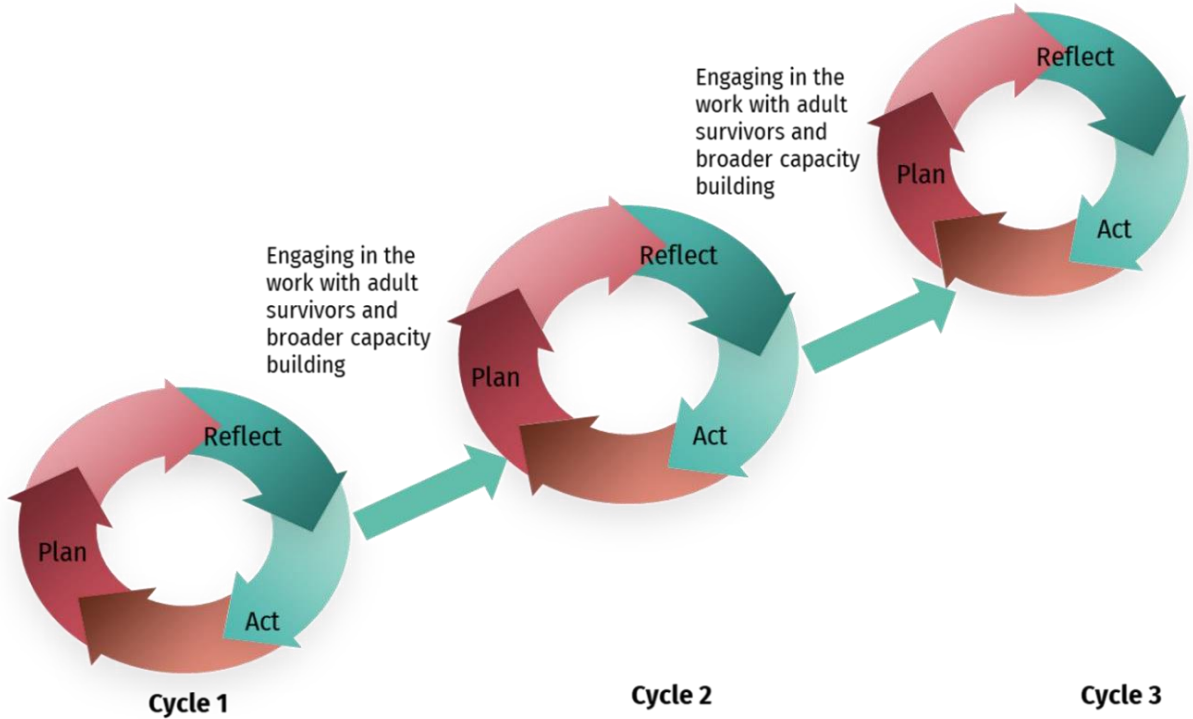 Reflect
Engaging in the
work with adult
survivors and
broader capacity
building
Plan
Act
Reflect
Engaging in the
work with adult
survivors and
broader capacity
building
Plan
Act
Reflect
Plan
Act
Cycle 1
Cycle 2
Cycle 3